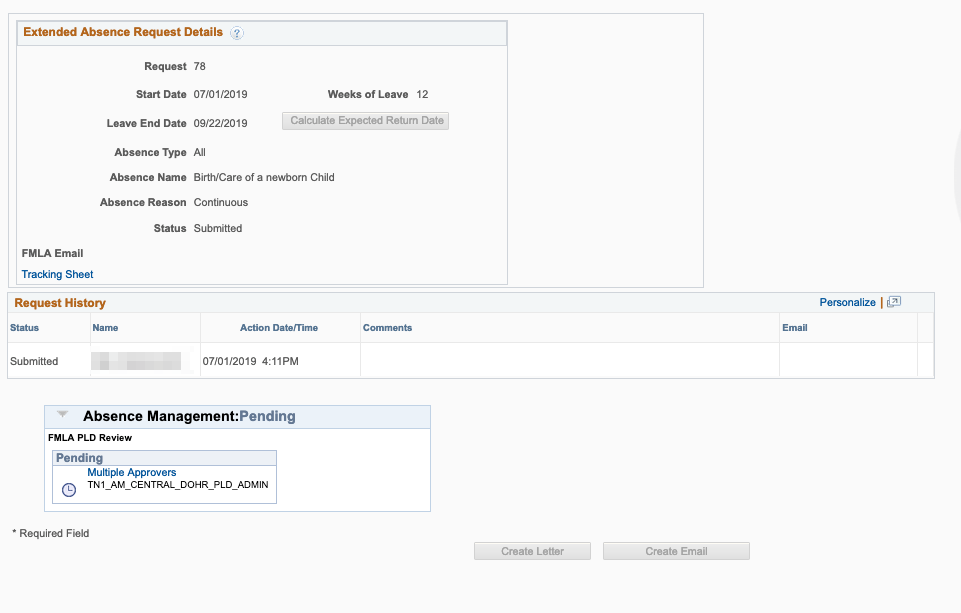 Extended Absence Request Details ?
Request 78
Start Date 07/01/2019 Weeks of Leave 12
Leave End Date 09/22/2019 Calculate Expected Return Date
Absence Type All
Absence Name Birth/Care of a newborn Child
Absence Reason Continuous
Status Submitted
FMLA Email
Tracking Sheet
Request History Personalize |
Status Name Action Date/Time Comments Email
Submitted 07/01/2019 4:11PM
Absence Management:Pending
FMLA PLD Review
Pending
Multiple Approvers
TN1_AM_CENTRAL_DOHR_PLD_ADMIN
* Required Field
Create Letter Create Email